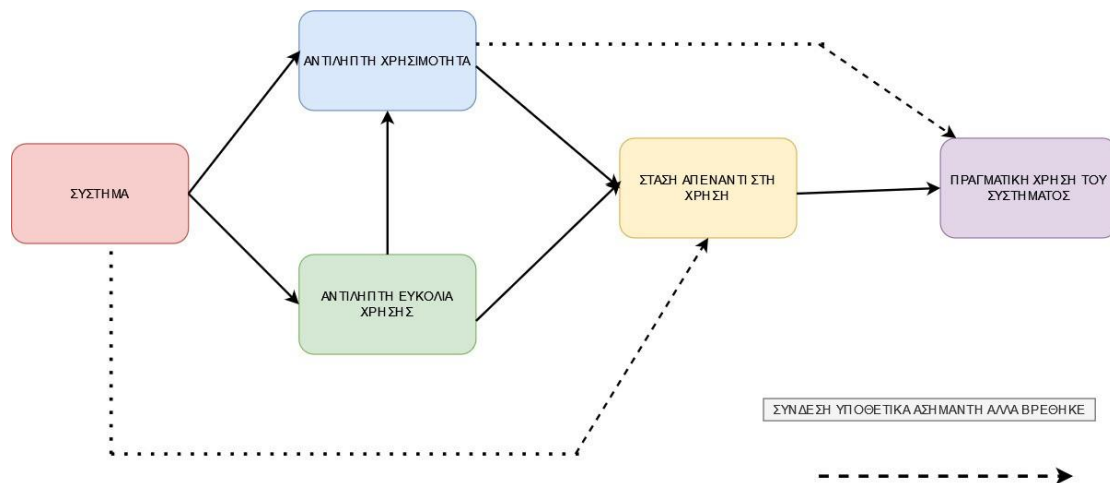 ΑΝΤΙΛΗΠΤΗ ΧΡΗΣΙΜΟΤΗΤΑ
ΣΥΣΤΗΜΑ
ΣΤΑΣΗ ΑΠΕΝΑΝΤΙ ΣΤΗ
ΧΡΗΣΗ
ΠΡΑΓΜΑΤΙΚΗ ΧΡΗΣΗ ΤΟΥ
ΣΥΣΤΗΜΑΤΟΣ
ΑΝΤΙΛΗΠΤΗ ΕΥΚΟΛΙΑ
ΧΡΗΣΗΣ
ΣΥΝΔΕΣΗ ΥΠΟΘΕΤΙΚΑ ΑΣΗΜΑΝΤΗ ΑΛΛΑ ΒΡΕΘΗΚΕ